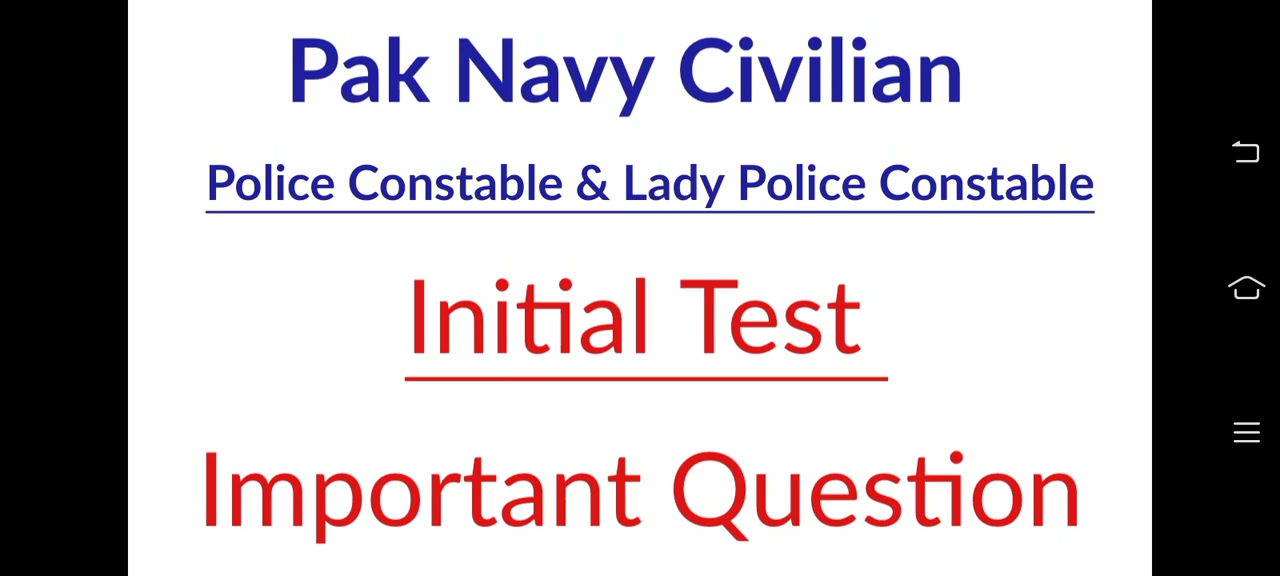 Pak Navy Civilian
Police Constable & Lady Police Constable
Initial Test
Important Question